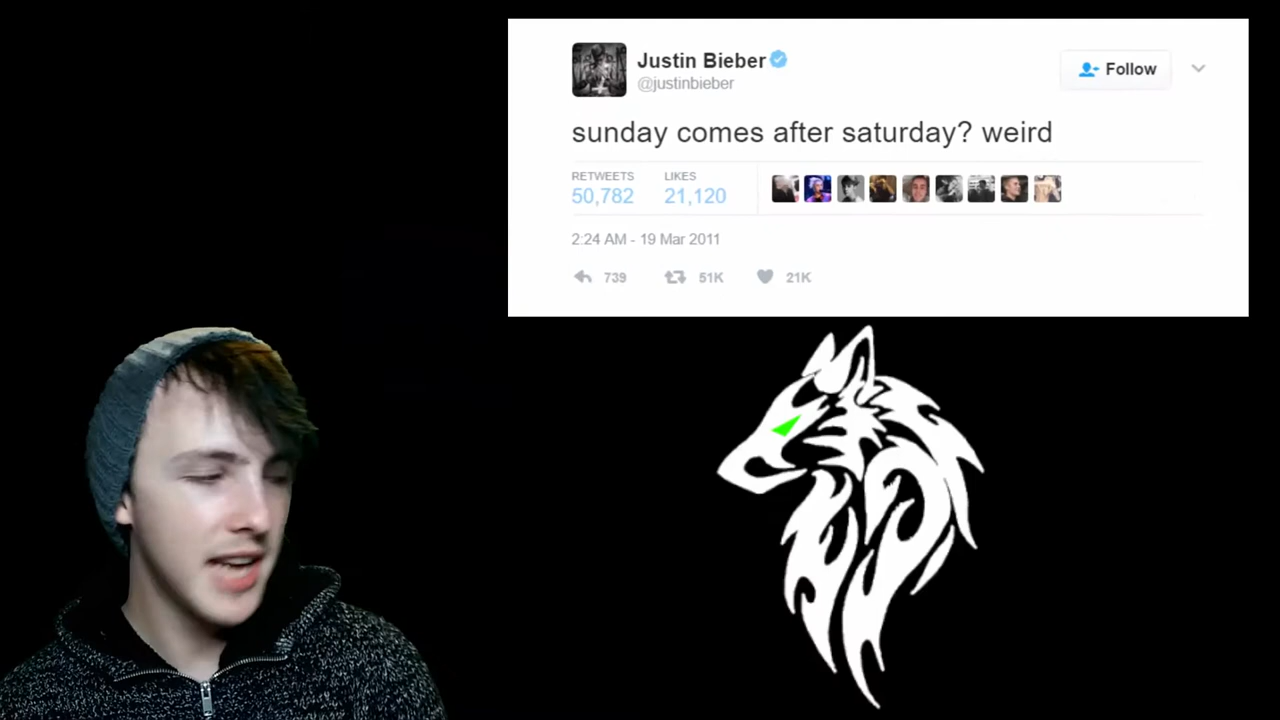 Justin Bieber
@justinbieber
Follow
sunday comes after saturday? weird
RETWEETS LIKES
50,782 21,120
2:24 AM - 19 Mar 2011
739 51K 21K